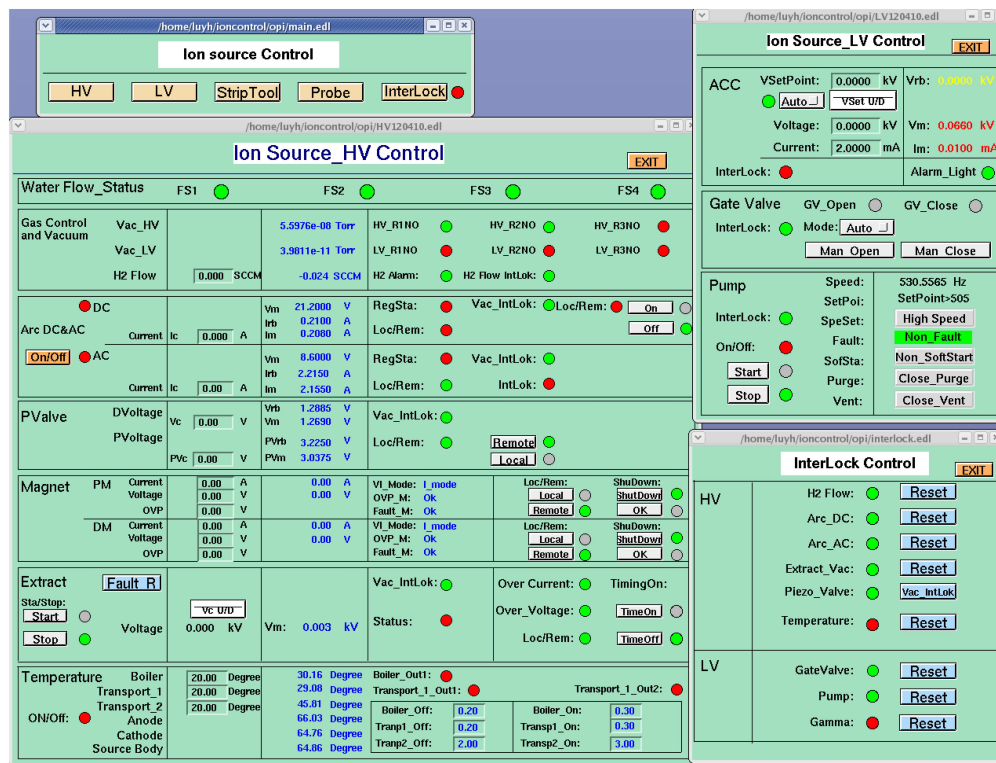 /home/luyh/ioncontrol/opi/main.edl
Ion source Control
HV LV StripTool Probe InterLock
/home/luyh/ioncontrol/opi/HV120410.edl
Ion Source_HV Control
EXIT
Water Flow_Status FS1 FS2 FS3 FS4
Gas Control and Vacuum
Vac_HV 5.5976e-08 Torr HV_R1NO HV_R2NO HV_R3NO
Vac_LV 3.9811e-11 Torr LV_R1NO LV_R2NO LV_R3NO
H2 Flow 0.000 SCCM -0.024 SCCM H2 Alarm: H2 Flow IntLok:
Arc DC&AC
On/Off
DC
Vm 21.2000 V RegSta: Vac_IntLok: Loc/Rem: On
Irb 0.2100 A
Current Ic 0.000 A Im 0.2080 A Loc/Rem: Off
AC
Vm 8.6000 V RegSta: Vac_IntLok:
Irb 2.2150 A
Current Ic 0.00 A Im 2.1550 A Loc/Rem: IntLok:
PValve
DVoltage Vrb 1.2885 V
Vc 0.00 V Vm 1.2690 V Vac_IntLok:
PVoltage PVrb 3.2250 V Loc/Rem: Remote
PVc 0.00 V PVm 3.0375 V Local
Magnet
PM Current 0.00 A 0.00 A VI_Mode: I_mode Loc/Rem: ShuDown:
Voltage 0.00 V 0.00 V OVP_M: Ok Local ShutDown
OVP 0.00 V Fault_M: Ok Remote OK
DM Current 0.00 A 0.00 A VI_Mode: I_mode Loc/Rem: ShuDown:
Voltage 0.00 V 0.00 V OVP_M: Ok Local ShutDown
OVP 0.00 V Fault_M: Ok Remote OK
Extract Fault_R Vac_IntLok: Over Current: TimingOn:
Sta/Stop:
Start Vc U/D Over_Voltage: TimeOn
Voltage 0.000 kV Vm: 0.003 kV Status:
Stop Loc/Rem: TimeOff
Temperature Boiler 20.00 Degree 30.16 Degree Boiler_Out1:
Transport_1 20.00 Degree 29.08 Degree Transport_1_Out1: Transport_1_Out2:
Transport_2 20.00 Degree 45.81 Degree Boiler_Off: 0.20 Boiler_On: 0.30
ON/Off: Anode 66.03 Degree Tranp1_Off: 0.20 Transp1_On: 0.30
Cathode 64.76 Degree Tranp2_Off: 2.00 Transp2_On: 3.00
Source Body 64.86 Degree
/home/luyh/ioncontrol/opi/LV120410.edl
Ion Source_LV Control
EXIT
ACC VSetPoint: 0.0000 kV Vrb: 0.0000 kV
Auto VSet U/D
Voltage: 0.0000 kV Vm: 0.0660 kV
Current: 2.0000 mA Im: 0.0100 mA
InterLock: Alarm_Light
Gate Valve GV_Open GV_Close
InterLock: Mode: Auto
Man_Open Man_Close
Pump Speed: 530.5565 Hz
SetPoi: SetPoint>505
InterLock: SpeSet: High Speed
Fault: Non_Fault
On/Off: SofSta: Non_SoftStart
Start Purge: Close_Purge
Stop Vent: Close_Vent
/home/luyh/ioncontrol/opi/interlock.edl
InterLock Control
EXIT
HV H2 Flow: Reset
Arc_DC: Reset
Arc_AC: Reset
Extract_Vac: Reset
Piezo_Valve: Vac_IntLok
Temperature: Reset
LV GateValve: Reset
Pump: Reset
Gamma: Reset